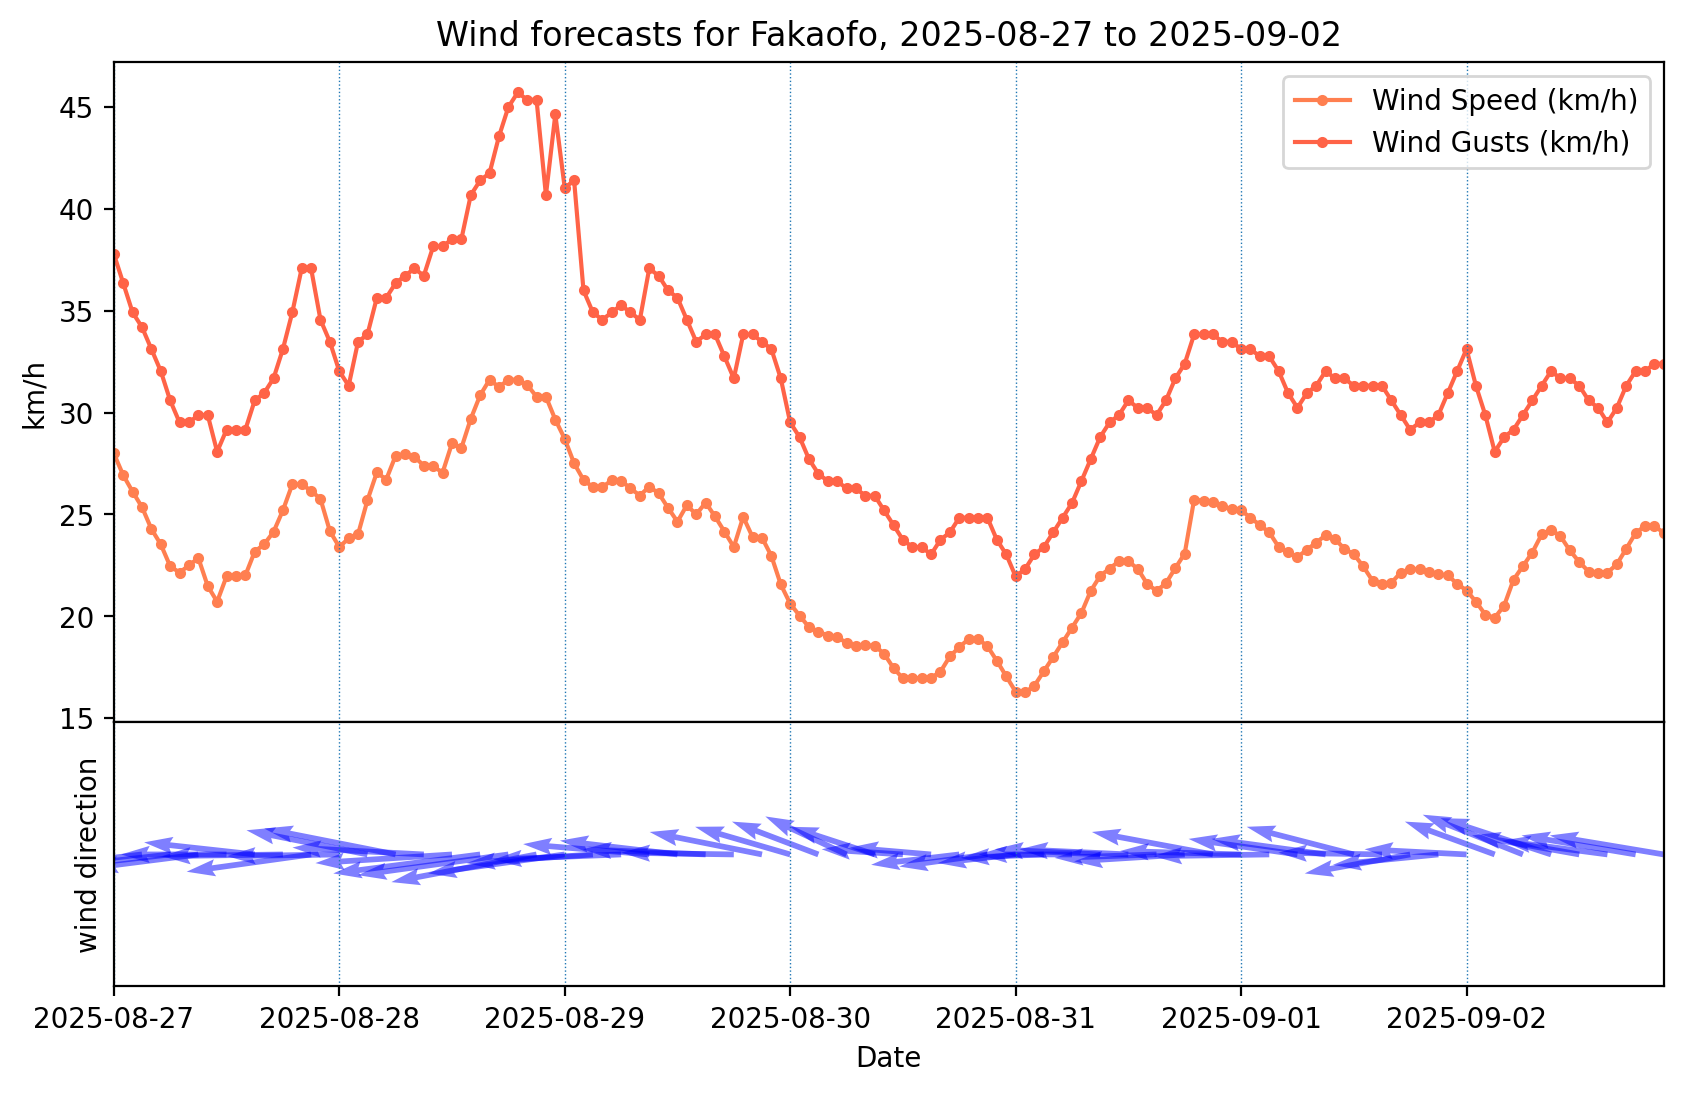 Wind forecasts for Fakaofo, 2025-08-27 to 2025-09-02
Wind Speed (km/h)
Wind Gusts (km/h)
45
40
35
30
25
20
15
km/h
wind direction
2025-08-27
2025-08-28
2025-08-29
2025-08-30
2025-08-31
2025-09-01
2025-09-02
Date